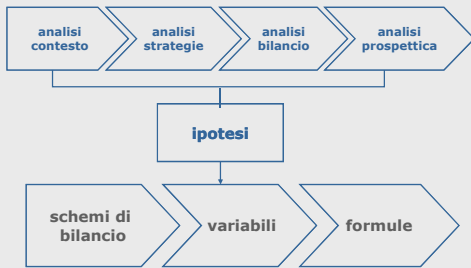 analisi
contesto
analisi
strategie
analisi
bilancio
analisi
prospettica
ipotesi
schemi di
bilancio
variabili
formule